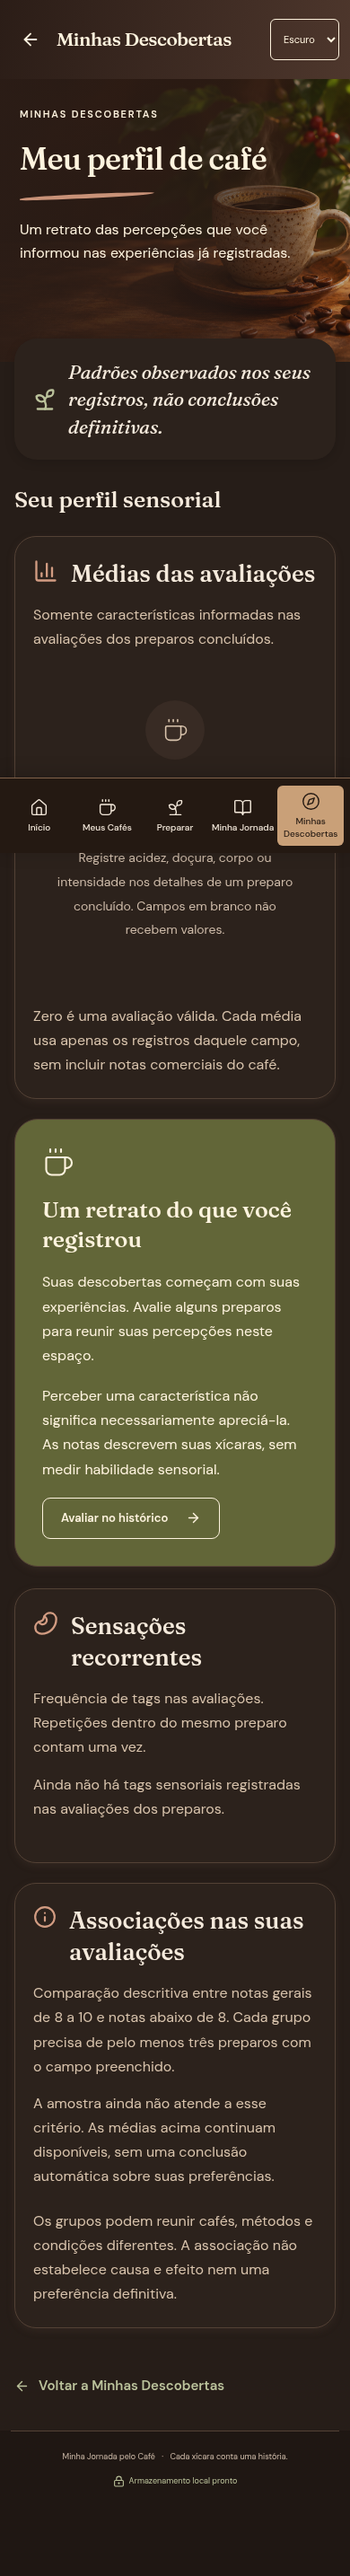 Minhas Descobertas
Escuro
MINHAS DESCOBERTAS
Meu perfil de café
Um retrato das percepções que você
informou nas experiências já registradas.
Padrões observados nos seus
registros, não conclusões
definitivas.
Seu perfil sensorial
Médias das avaliações
Somente características informadas nas
avaliações dos preparos concluídos.
Início
Meus Cafés
Preparar
Minha Jornada
Minhas
Descobertas
Registre acidez, doçura, corpo ou
intensidade nos detalhes de um preparo
concluído. Campos em branco não
recebem valores.
Zero é uma avaliação válida. Cada média
usa apenas os registros daquele campo,
sem incluir notas comerciais do café.
Um retrato do que você
registrou
Suas descobertas começam com suas
experiências. Avalie alguns preparos
para reunir suas percepções neste
espaço.
Perceber uma característica não
significa necessariamente apreciá-la.
As notas descrevem suas xícaras, sem
medir habilidade sensorial.
Avaliar no histórico
Sensações
recorrentes
Frequência de tags nas avaliações.
Repetições dentro do mesmo preparo
contam uma vez.
Ainda não há tags sensoriais registradas
nas avaliações dos preparos.
Associações nas suas
avaliações
Comparação descritiva entre notas gerais
de 8 a 10 e notas abaixo de 8. Cada grupo
precisa de pelo menos três preparos com
o campo preenchido.
A amostra ainda não atende a esse
critério. As médias acima continuam
disponíveis, sem uma conclusão
automática sobre suas preferências.
Os grupos podem reunir cafés, métodos e
condições diferentes. A associação não
estabelece causa e efeito nem uma
preferência definitiva.
Voltar a Minhas Descobertas
Minha Jornada pelo Café · Cada xícara conta uma história.
Armazenamento local pronto